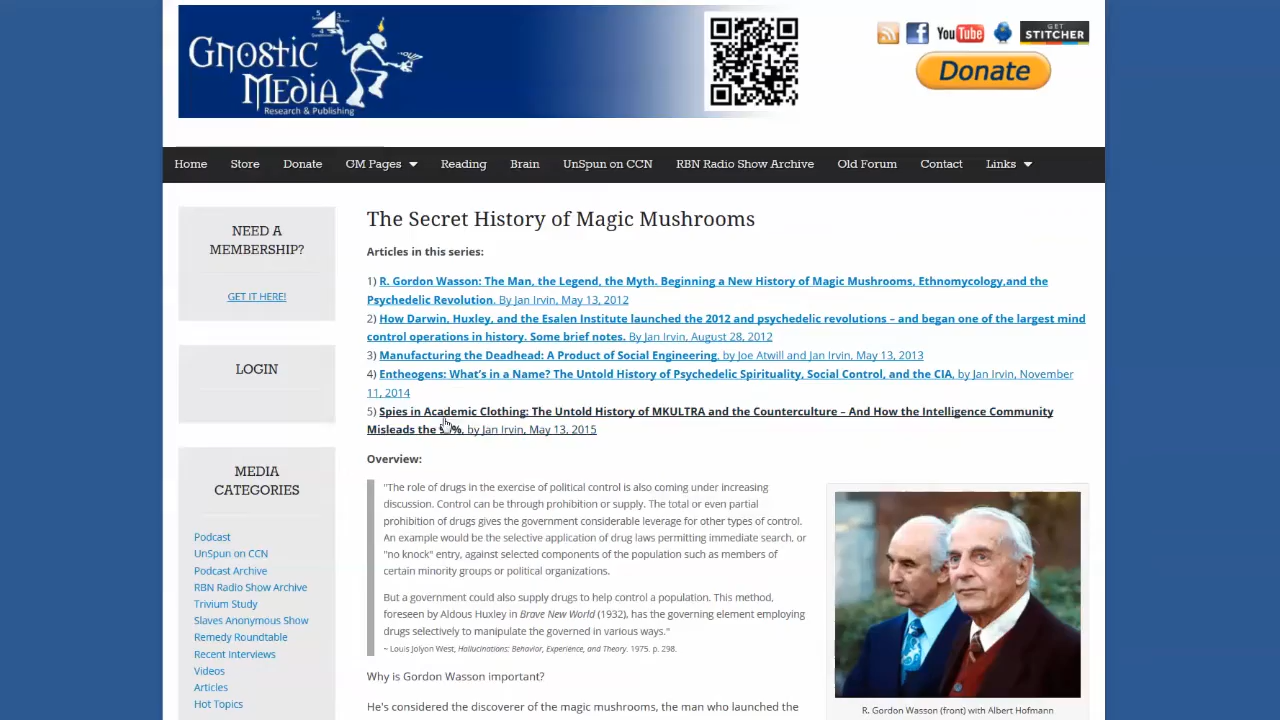 Gnostic
Media
Research & Publishing
OUT
5
3
4
You Tube
GET
STITCHER
Donate
Home Store Donate GM Pages Reading Brain UnSpun on CCN RBN Radio Show Archive Old Forum Contact Links
NEED A
MEMBERSHIP?
GET IT HERE!
LOGIN
MEDIA
CATEGORIES
Podcast
UnSpun on CCN
Podcast Archive
RBN Radio Show Archive
Trivium Study
Slaves Anonymous Show
Remedy Roundtable
Recent Interviews
Videos
Articles
Hot Topics
The Secret History of Magic Mushrooms
Articles in this series:
1) R. Gordon Wasson: The Man, the Legend, the Myth. Beginning a New History of Magic Mushrooms, Ethnomycology,and the
Psychedelic Revolution. By Jan Irvin, May 13, 2012
2) How Darwin, Huxley, and the Esalen Institute launched the 2012 and psychedelic revolutions – and began one of the largest mind
control operations in history. Some brief notes. By Jan Irvin, August 28, 2012
3) Manufacturing the Deadhead: A Product of Social Engineering, by Joe Atwill and Jan Irvin, May 13, 2013
4) Entheogens: What's in a Name? The Untold History of Psychedelic Spirituality, Social Control, and the CIA, by Jan Irvin, November
11, 2014
5) Spies in Academic Clothing: The Untold History of MKULTRA and the Counterculture – And How the Intelligence Community
Misleads the by Jan Irvin, May 13, 2015
Overview:
"The role of drugs in the exercise of political control is also coming under increasing
discussion. Control can be through prohibition or supply. The total or even partial
prohibition of drugs gives the government considerable leverage for other types of control.
An example would be the selective application of drug laws permitting immediate search, or
"no knock" entry, against selected components of the population such as members of
certain minority groups or political organizations.
But a government could also supply drugs to help control a population. This method,
foreseen by Aldous Huxley in Brave New World (1932), has the governing element employing
drugs selectively to manipulate the governed in various ways."
~ Louis Jolyon West, Hallucinations: Behavior, Experience, and Theory. 1975. p. 298.
Why is Gordon Wasson important?
He's considered the discoverer of the magic mushrooms, the man who launched the
R. Gordon Wasson (front) with Albert Hofmann